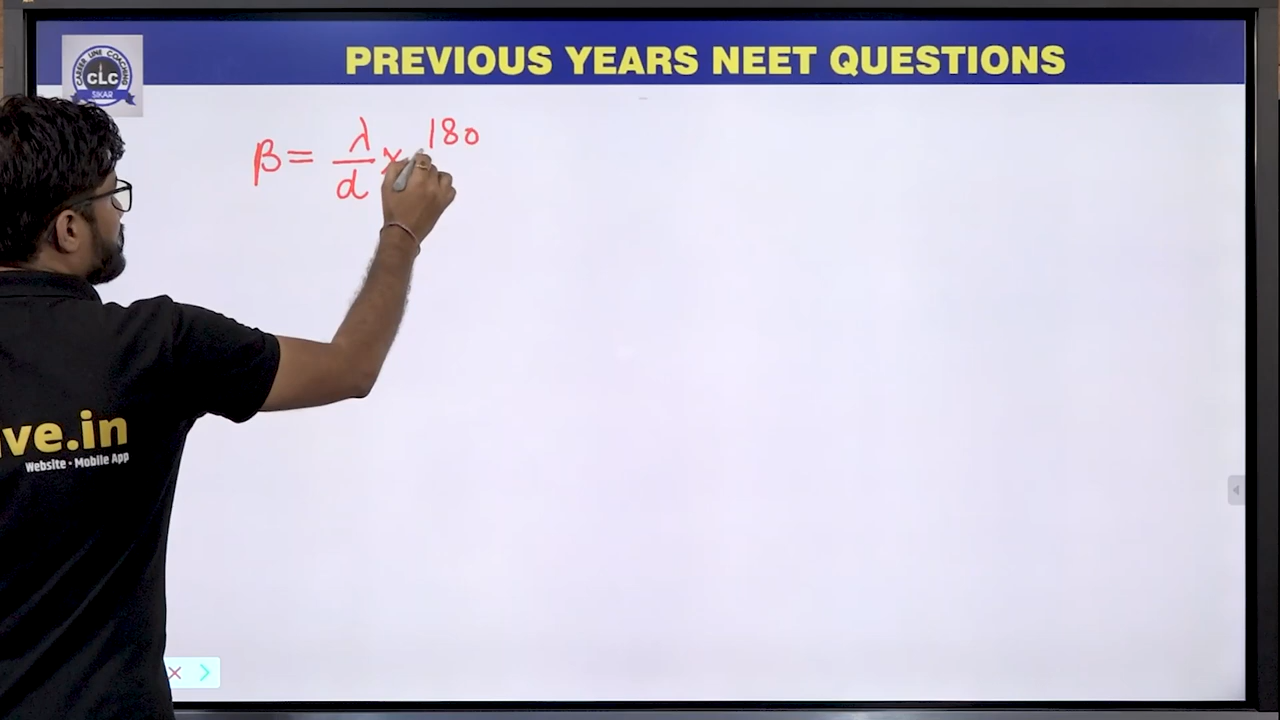 PREVIOUS YEARS NEET QUESTIONS
CAREER LINE COACHING
CLC
SIKAR
β = λ/d × 180
ve.in
Website • Mobile App